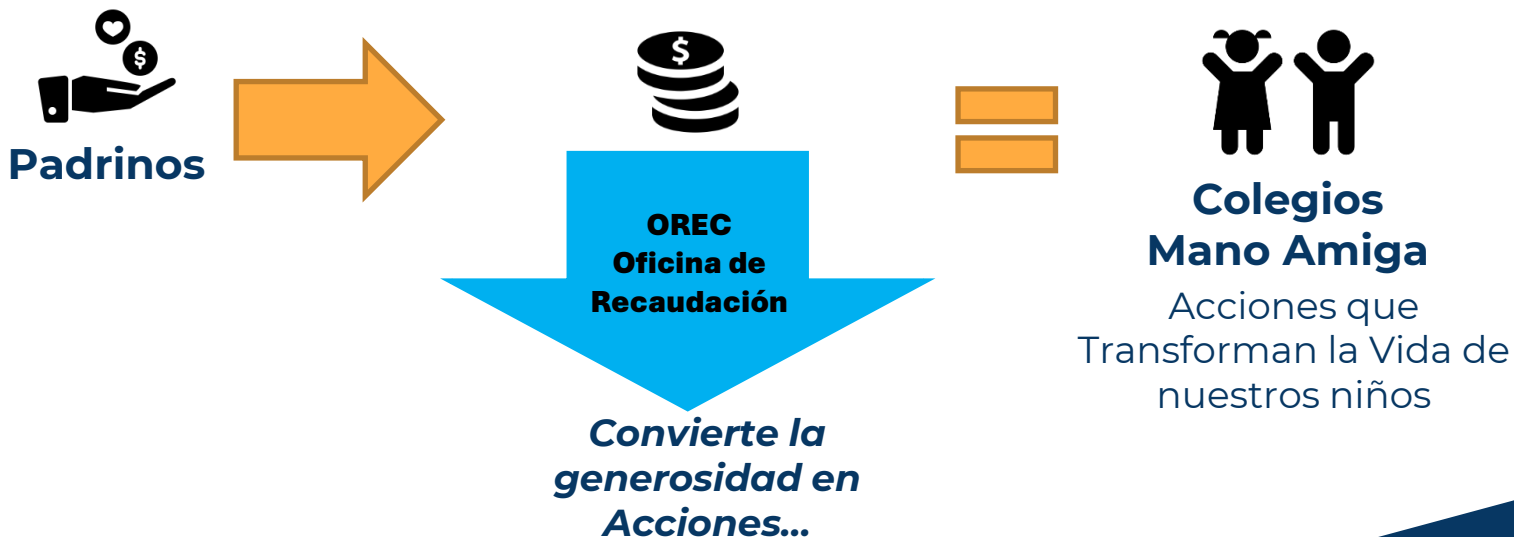 Padrinos
$
$
OREC
Oficina de
Recaudación
Convierte la
generosidad en
Acciones...
Colegios
Mano Amiga
Acciones que
Transforman la Vida de
nuestros niños